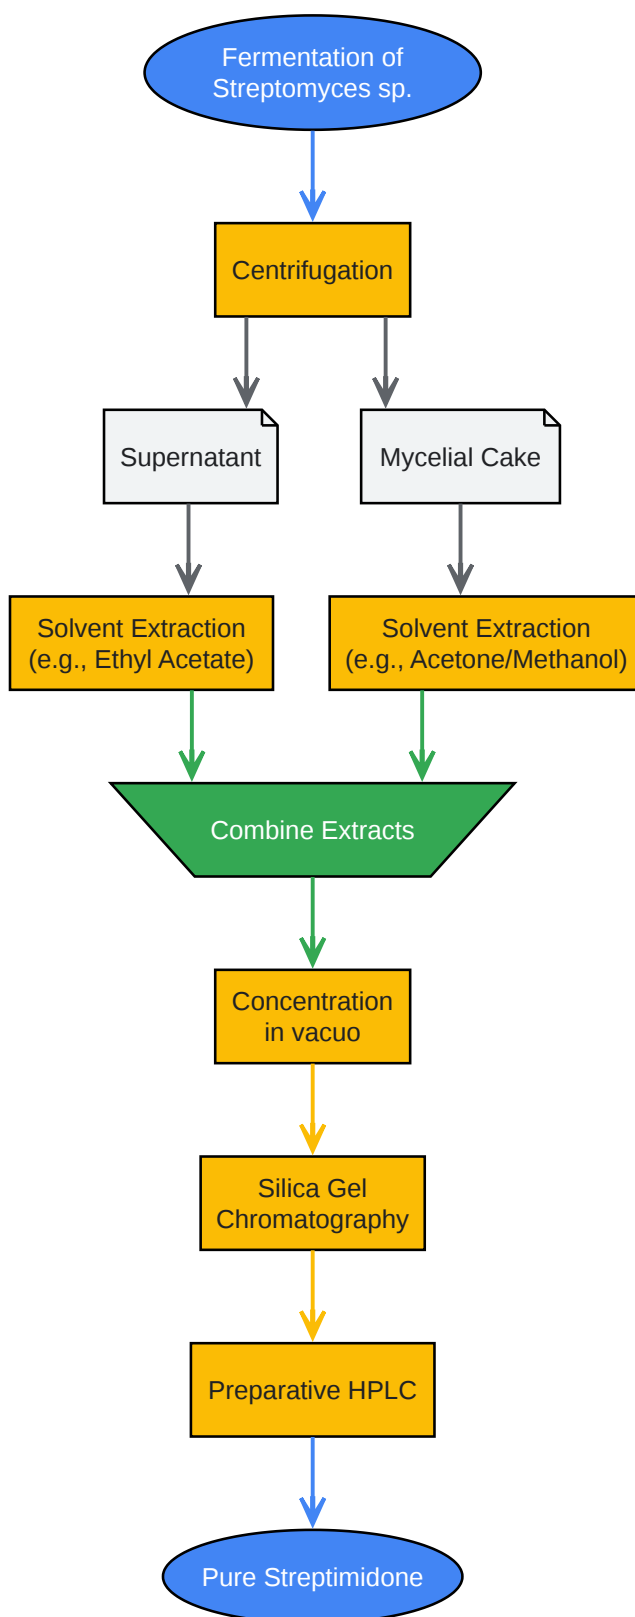 Fermentation of
Streptomyces sp.
Centrifugation
Supernatant
Mycelial Cake
Solvent Extraction
(e.g., Ethyl Acetate)
Solvent Extraction
(e.g., Acetone/Methanol)
Combine Extracts
Concentration
in vacuo
Silica Gel
Chromatography
Preparative HPLC
Pure Streptimidone